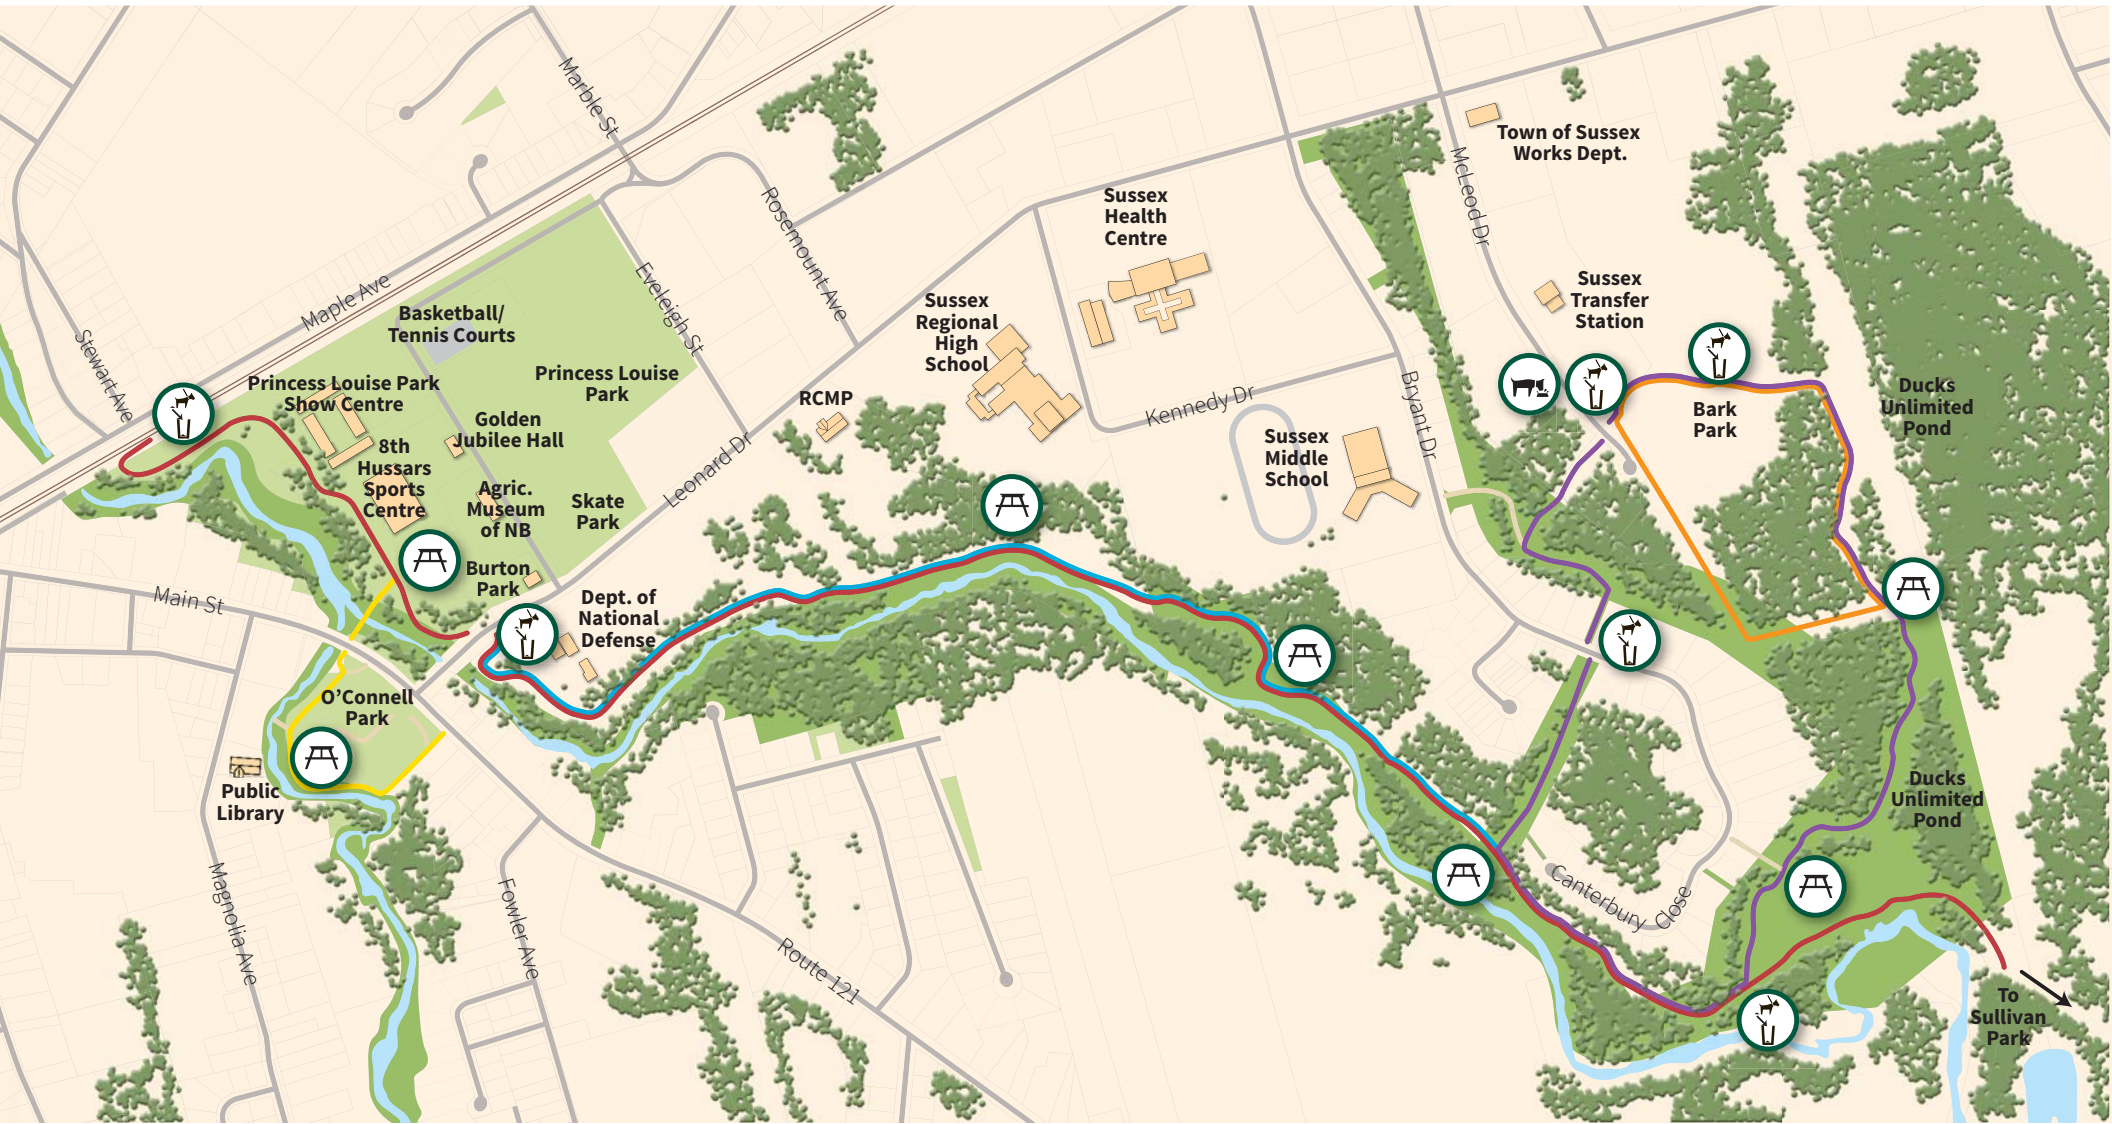 Marble St
Town of Sussex
Works Dept.
McLeod Dr
Rosemount Ave
Sussex
Health
Centre
Eveleigh St
Maple Ave
Sussex
Transfer
Station
Basketball/
Tennis Courts
Sussex
Regional
High
School
Stewart Ave
Princess Louise Park
Show Centre
Princess Louise
Park
RCMP
Kennedy Dr
Bryant Dr
Bark
Park
Ducks
Unlimited
Pond
Golden
Jubilee Hall
8th
Hussars
Sports
Centre
Leonard Dr
Sussex
Middle
School
Agric.
Museum
of NB
Skate
Park
Burton
Park
Main St
Dept. of
National
Defense
O'Connell
Park
Public
Library
Ducks
Unlimited
Pond
Magnolia Ave
Fowler Ave
Canterbury Close
Route 121
To
Sullivan
Park